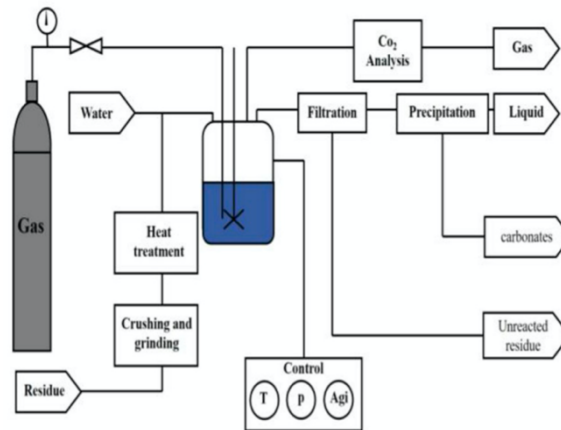 Co2
Analysis
Gas
Water
Filtration
Precipitation
Liquid
Gas
Heat
treatment
carbonates
Crushing and
grinding
Unreacted
residue
Residue
Control
T
p
Agi